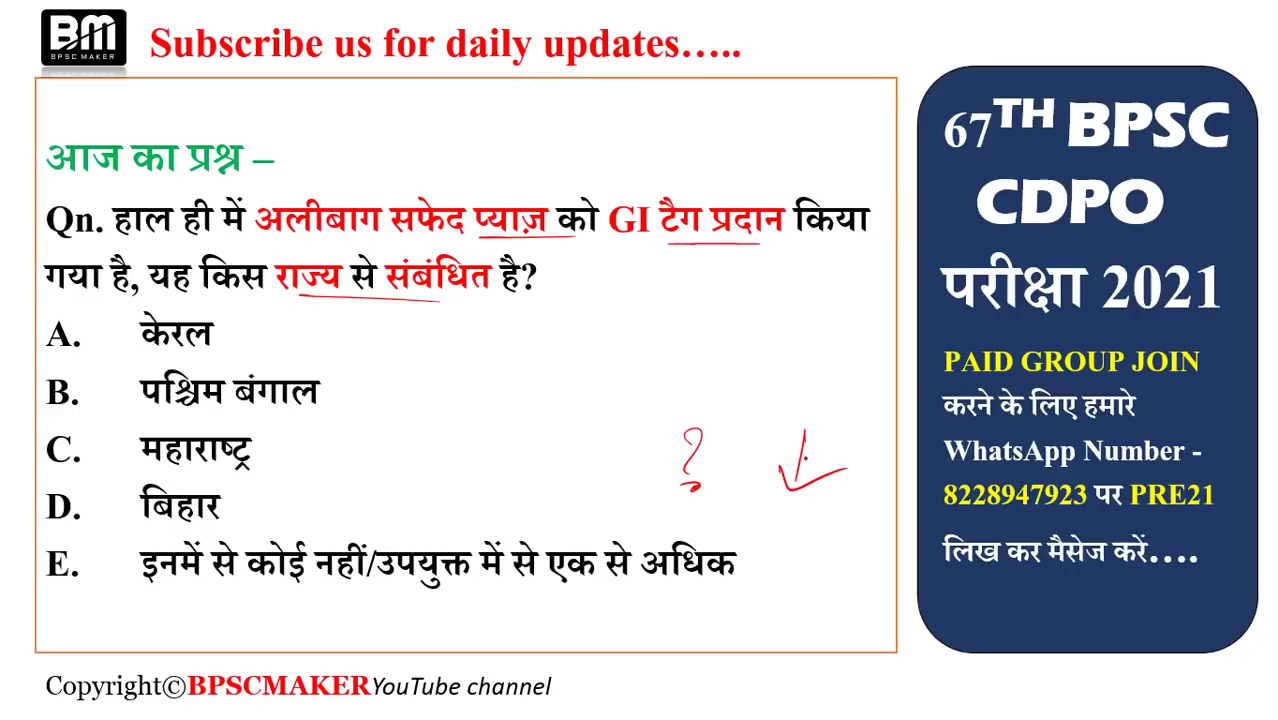 BM
BPSC MAKER
Subscribe us for daily updates…..
आज का प्रश्न –
Qn. हाल ही में अलीबाग सफेद प्याज़ को GI टैग प्रदान किया
गया है, यह किस राज्य से संबंधित है?
A. केरल
B. पश्चिम बंगाल
C. महाराष्ट्र
D. बिहार
E. इनमें से कोई नहीं/उपयुक्त में से एक से अधिक
?
67TH BPSC
CDPO
परीक्षा 2021
PAID GROUP JOIN
करने के लिए हमारे
WhatsApp Number -
8228947923 पर PRE21
लिख कर मैसेज करें….
Copyright©BPSCMAKERYouTube channel